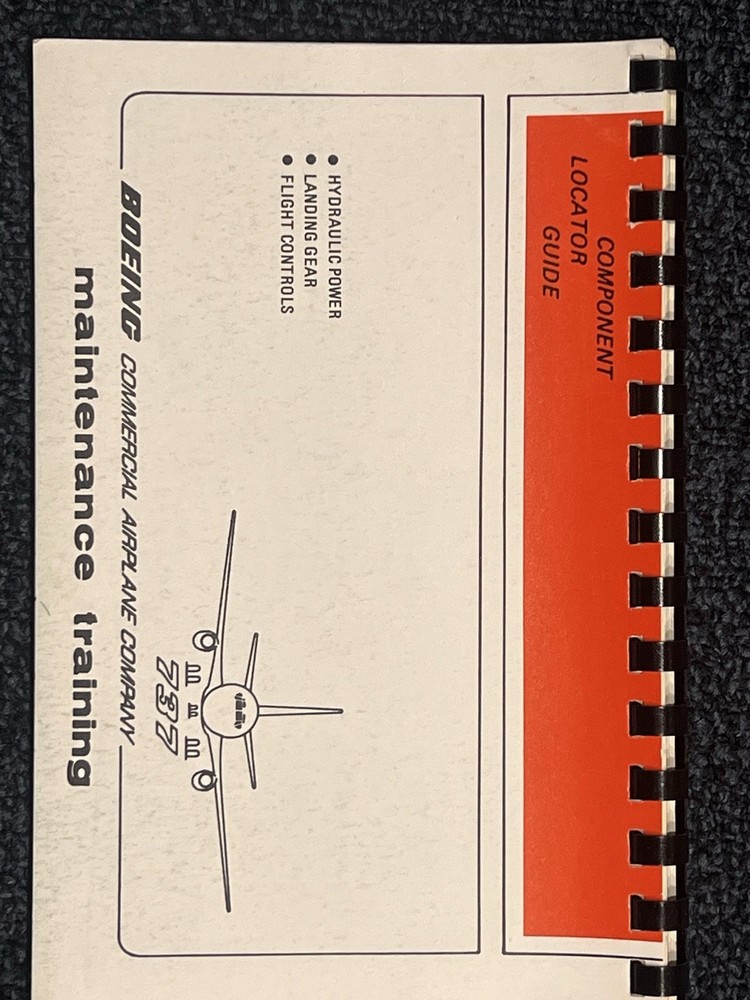 COMPONENT
LOCATOR
GUIDE
● HYDRAULIC POWER
● LANDING GEAR
● FLIGHT CONTROLS
737
BOEING COMMERCIAL AIRPLANE COMPANY
maintenance training